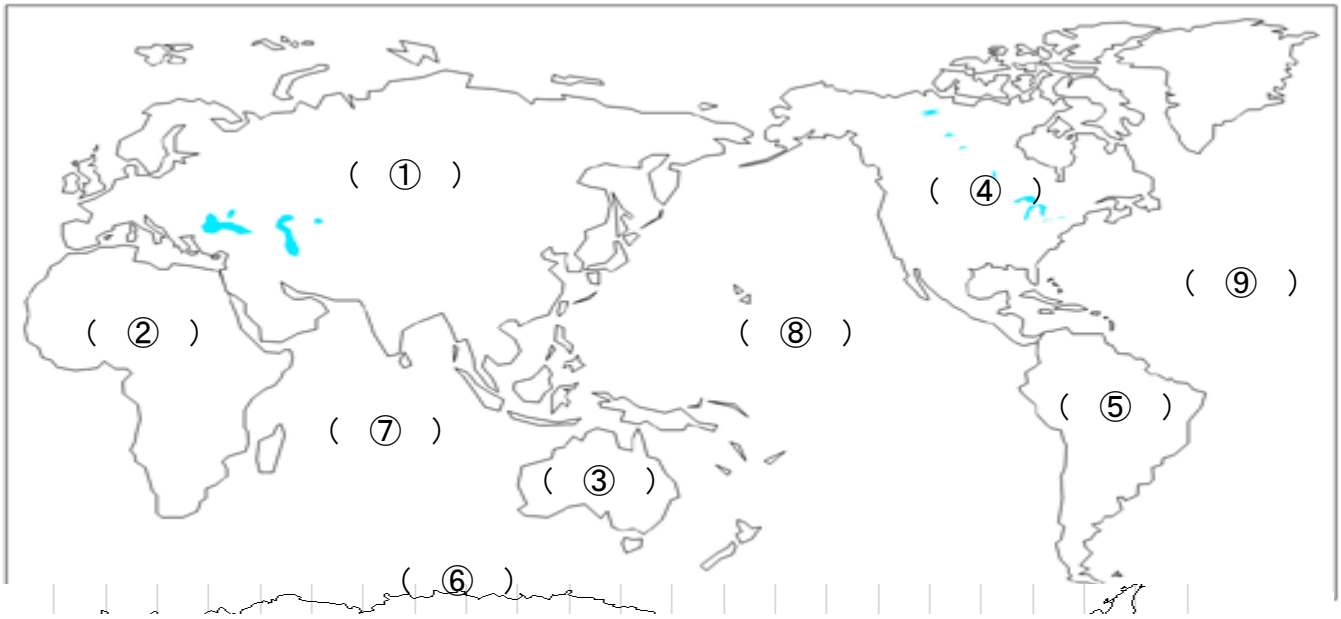 ( ① )
( ④ )
( ⑨ )
( ② )
( ⑧ )
( ⑤ )
( ⑦ )
( ③ )
( ⑥ )